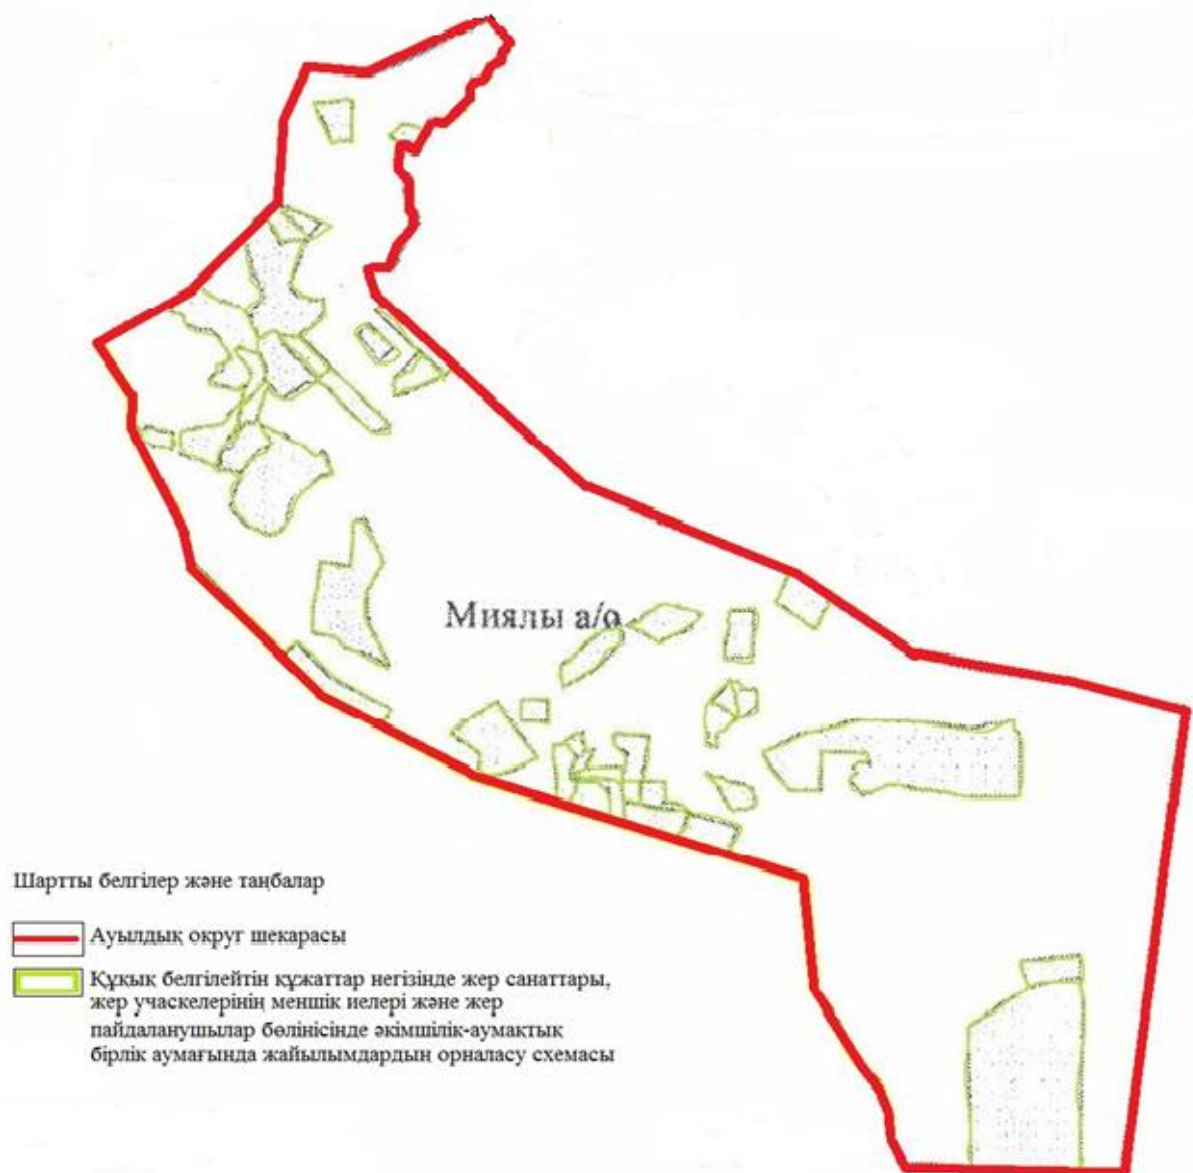 Миялы а/о
Шартты белгілер және таңбалар
Ауылдық округ шекарасы
Құқық белгілейтін құжаттар негізінде жер санаттары,
жер учаскелерінің меншік иелері және жер
пайдаланушылар бөлінісінде әкімшілік-аумақтық
бірлік аумағында жайылымдардың орналасу схемасы